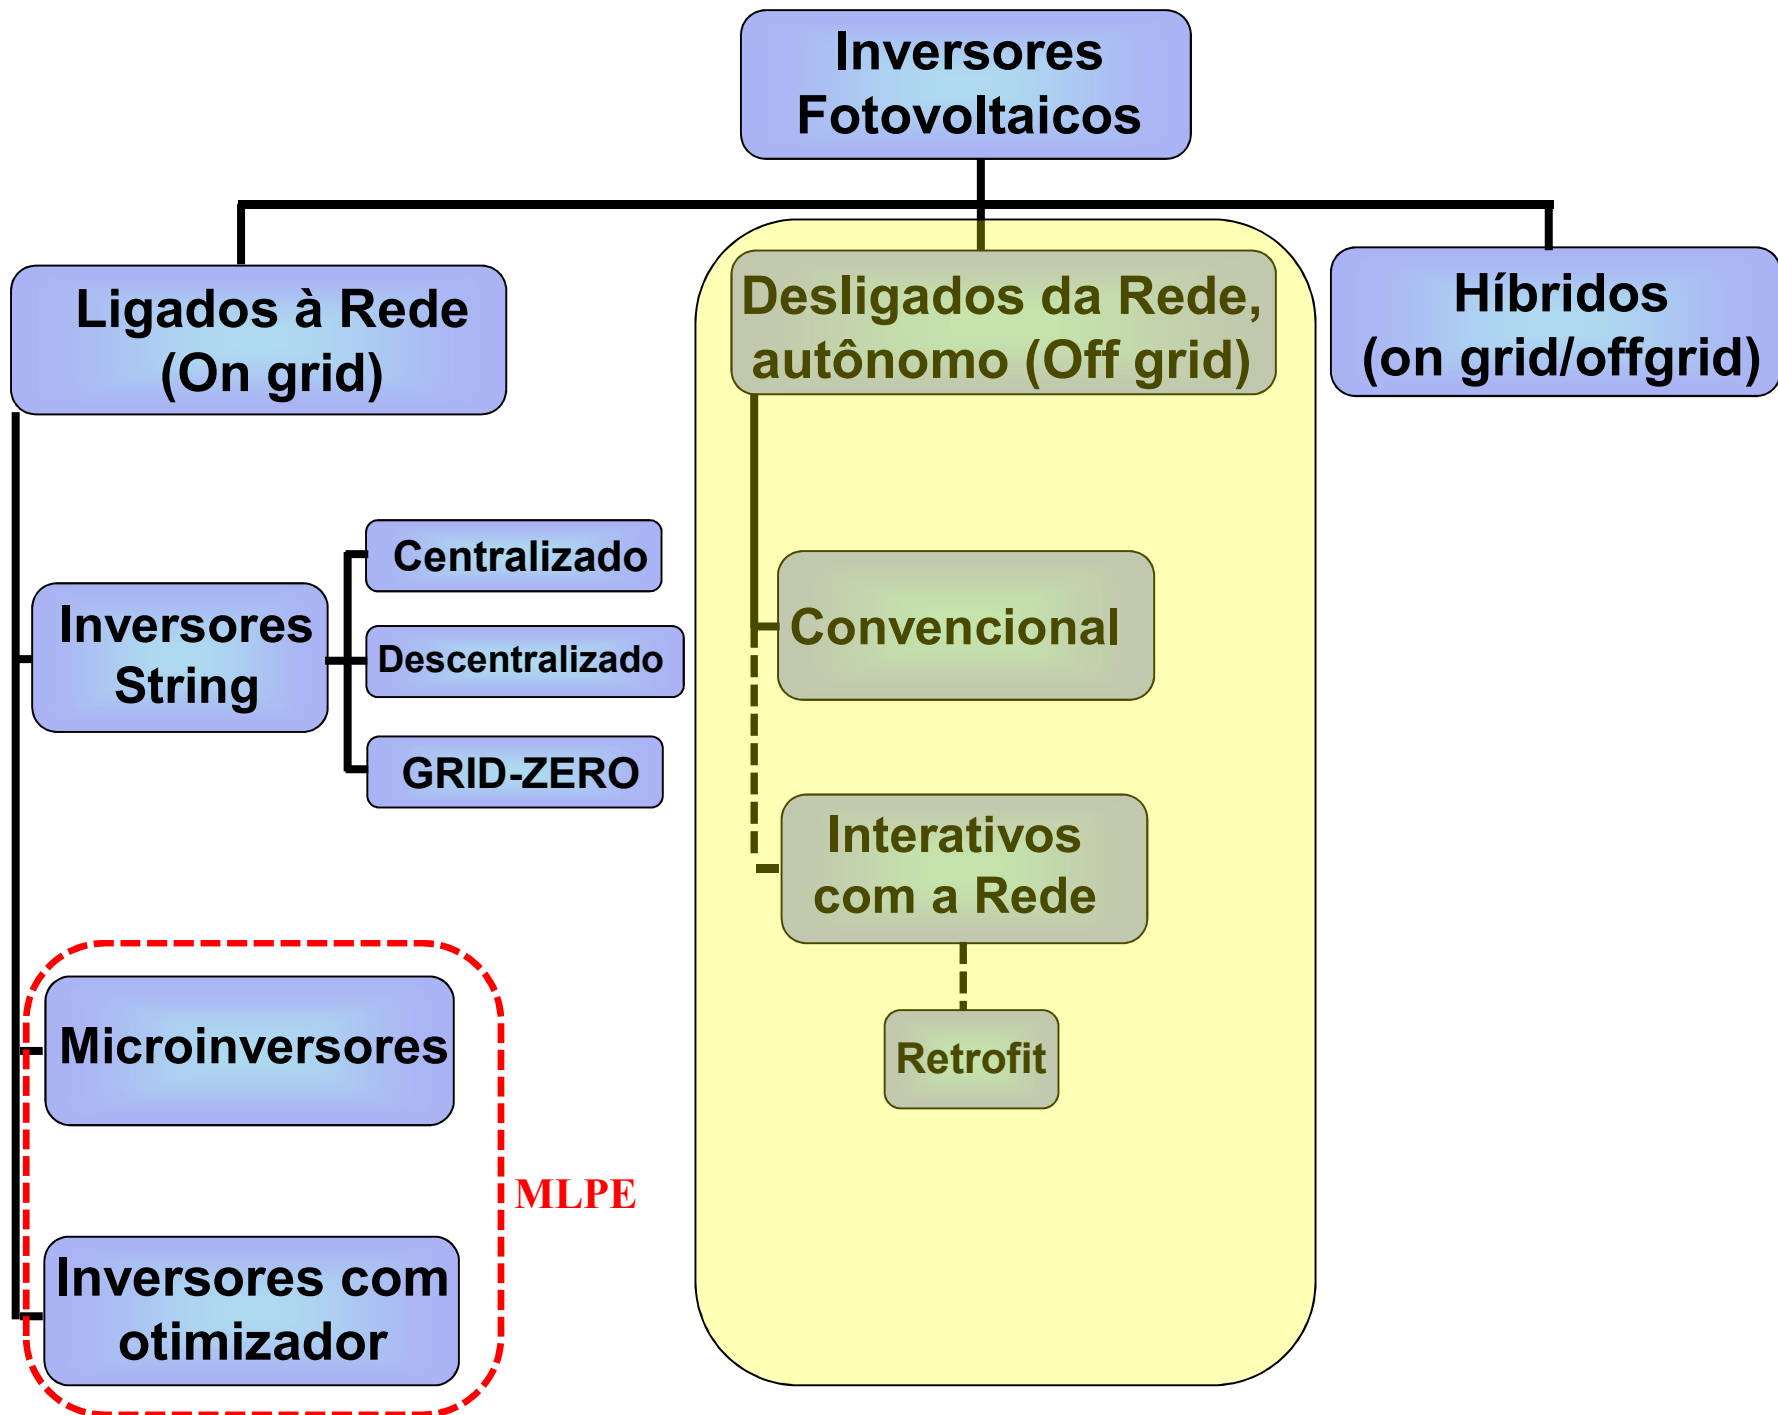 Inversores
Fotovoltaicos
Ligados à Rede
(On grid)
Desligados da Rede,
autônomo (Off grid)
Híbridos
(on grid/offgrid)
Inversores
String
Centralizado
Descentralizado
GRID-ZERO
Microinversores
Inversores com
otimizador
MLPE
Convencional
Interativos
com a Rede
Retrofit